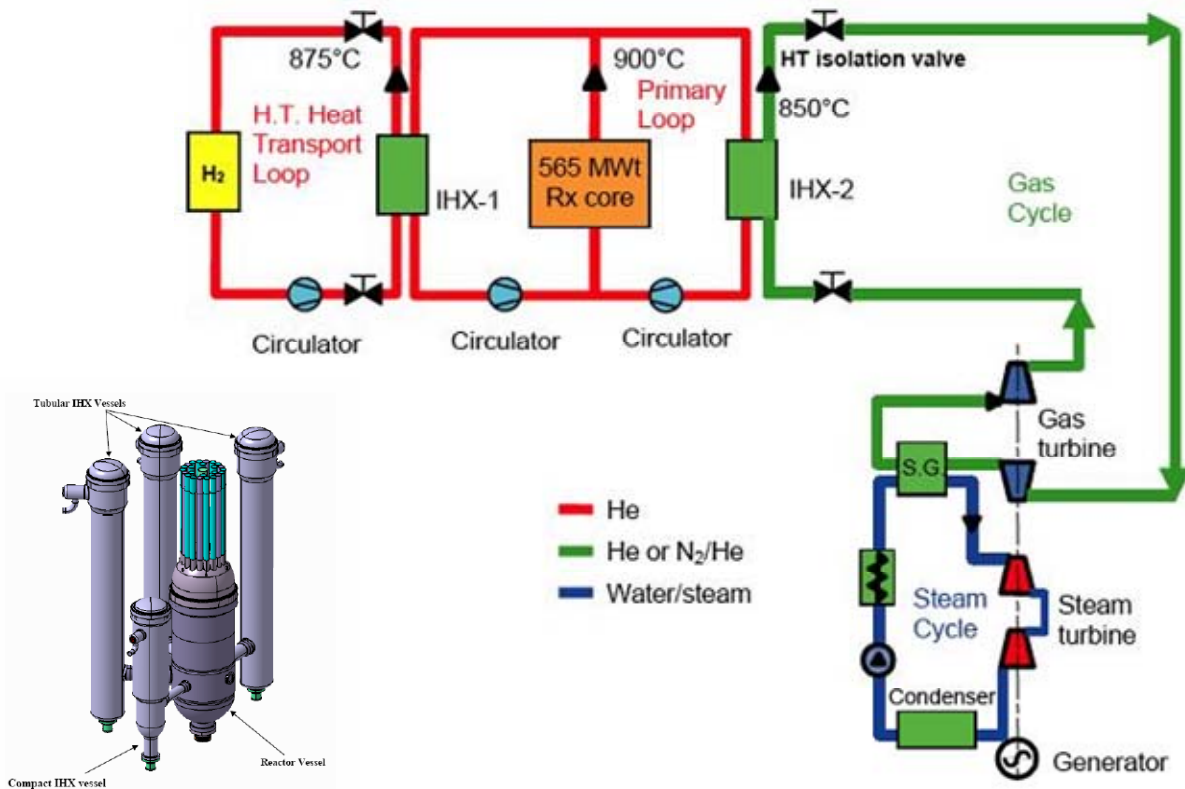 875°C
900°C
HT isolation valve
H.T. Heat
Transport
Loop
Primary
Loop
850°C
H₂
IHX-1
565 MWt
Rx core
IHX-2
Gas
Cycle
Circulator
Circulator
Circulator
Tubular IHX Vessels
Gas
turbine
S.G.
He
He or N₂/He
Water/steam
Steam
Cycle
Steam
turbine
Condenser
Generator
Reactor Vessel
Compact IHX vessel